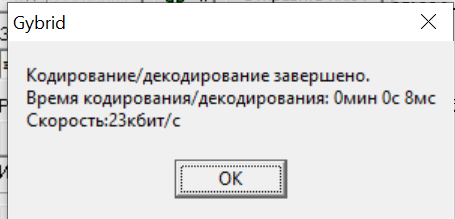 Gybrid
Кодирование/декодирование завершено.
Время кодирования/декодирования: 0мин 0с 8мс
Скорость:23кбит/с
OK